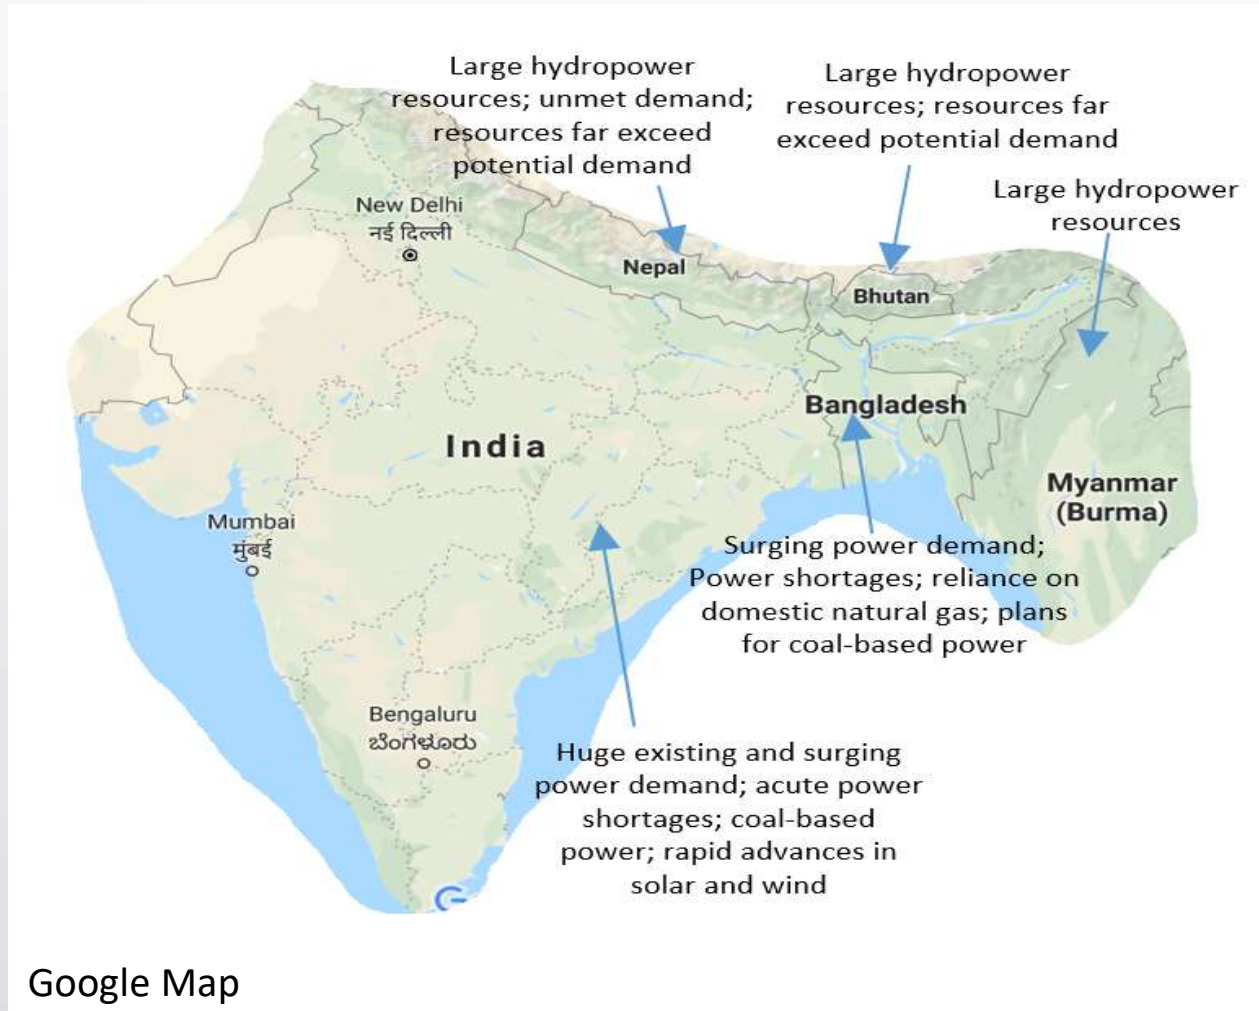 Large hydropower
resources; unmet demand;
resources far exceed
potential demand
Large hydropower
resources; resources far
exceed potential demand
Large hydropower
resources
New Delhi
नई दिल्ली
Nepal
Bhutan
Bangladesh
India
Myanmar
(Burma)
Mumbai
मुंबई
Surging power demand;
Power shortages; reliance on
domestic natural gas; plans
for coal-based power
Bengaluru
ಬೆಂಗಳೂರು
Huge existing and surging
power demand; acute power
shortages; coal-based
power; rapid advances in
solar and wind
G
Google Map